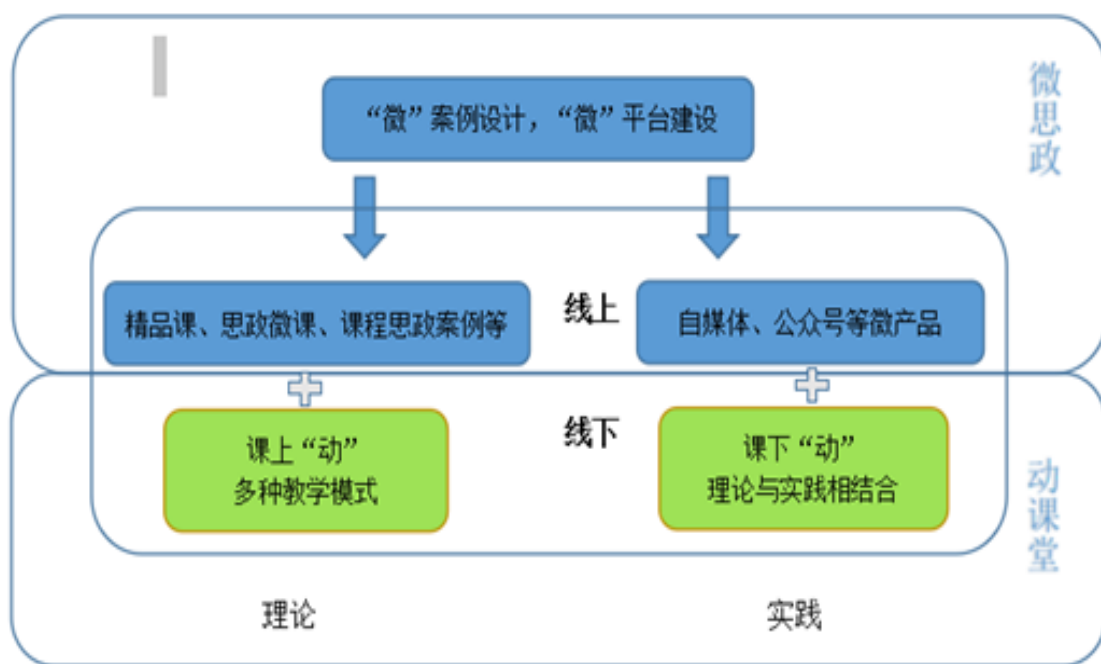 微思政
“微”案例设计，“微”平台建设
精品课、思政微课、课程思政案例等
线上
自媒体、公众号等微产品
线下
课上“动”
多种教学模式
课下“动”
理论与实践相结合
动课堂
理论
实践